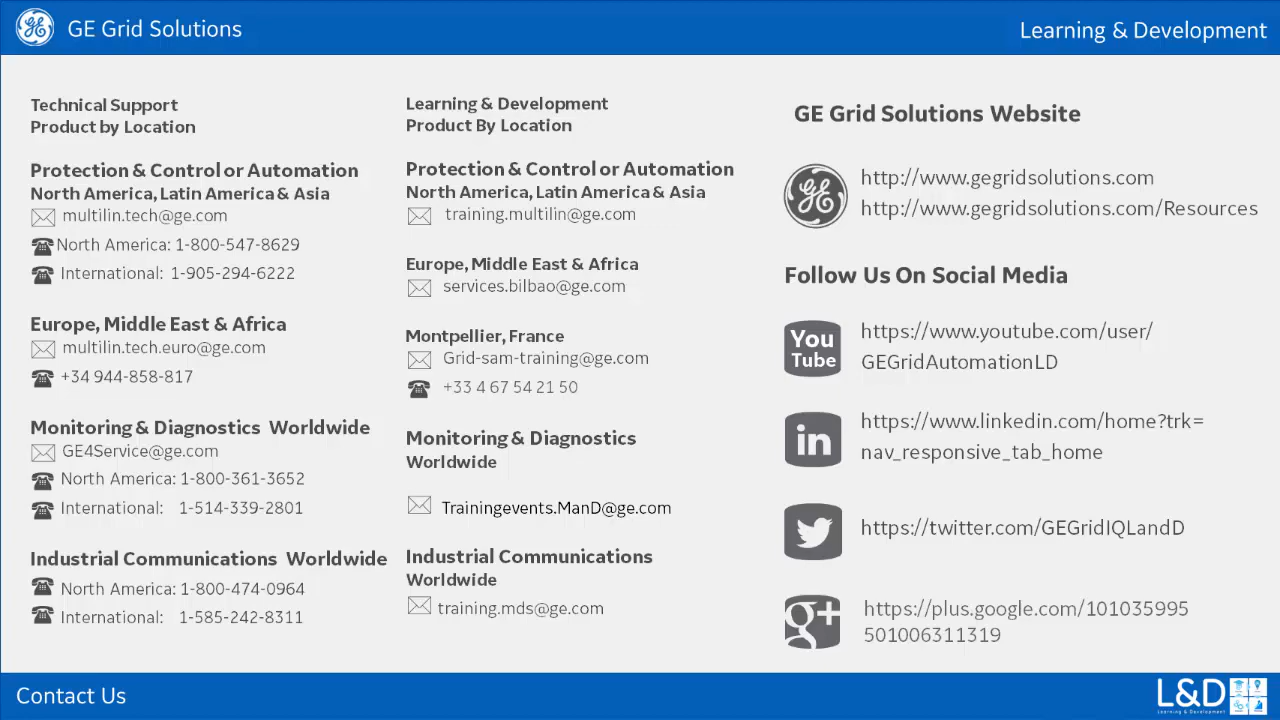 GE Grid Solutions
Learning & Development
Technical Support
Product by Location
Protection & Control or Automation
North America, Latin America & Asia
multilin.tech@ge.com
North America: 1-800-547-8629
International: 1-905-294-6222
Europe, Middle East & Africa
multilin.tech.euro@ge.com
+34 944-858-817
Monitoring & Diagnostics Worldwide
GE4Service@ge.com
North America: 1-800-361-3652
International: 1-514-339-2801
Industrial Communications Worldwide
North America: 1-800-474-0964
International: 1-585-242-8311
Learning & Development
Product By Location
Protection & Control or Automation
North America, Latin America & Asia
training.multilin@ge.com
Europe, Middle East & Africa
services.bilbao@ge.com
Montpellier, France
Grid-sam-training@ge.com
+33 4 67 54 21 50
Monitoring & Diagnostics
Worldwide
Trainingevents.ManD@ge.com
Industrial Communications
Worldwide
training.mds@ge.com
GE Grid Solutions Website
GE
http://www.gegridsolutions.com
http://www.gegridsolutions.com/Resources
Follow Us On Social Media
You
Tube
https://www.youtube.com/user/
GEGridAutomationLD
in
https://www.linkedin.com/home?trk=
nav_responsive_tab_home
https://twitter.com/GEGridIQLandD
g+
https://plus.google.com/101035995
501006311319
Contact Us
L&D
Learning & Development